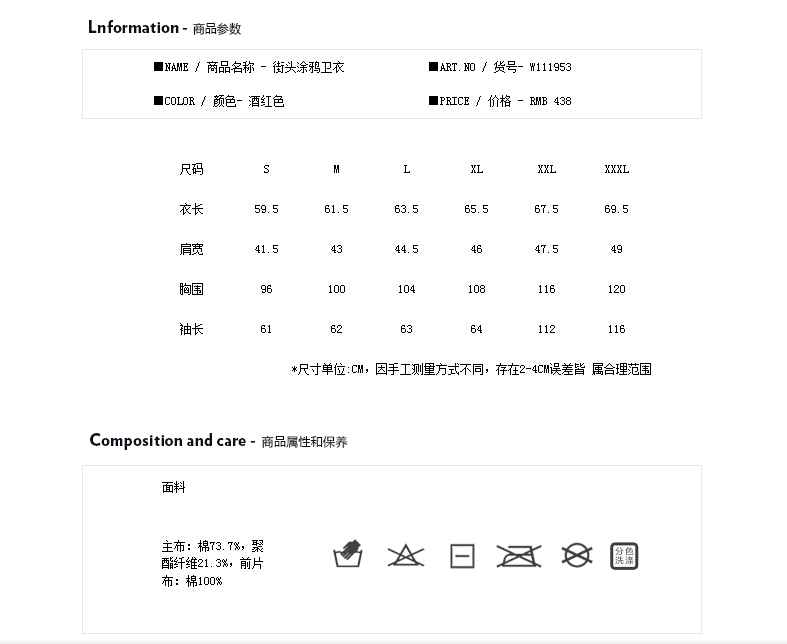 Lnformation - 商品参数
■NAME / 商品名称 - 街头涂鸦卫衣 ■ART.NO / 货号- W111953
■COLOR / 颜色- 酒红色 ■PRICE / 价格 - RMB 438
尺码 S M L XL XXL XXXL
衣长 59.5 61.5 63.5 65.5 67.5 69.5
肩宽 41.5 43 44.5 46 47.5 49
胸围 96 100 104 108 116 120
袖长 61 62 63 64 112 116
*尺寸单位:CM，因手工测量方式不同，存在2-4CM误差皆 属合理范围
Composition and care - 商品属性和保养
面料
主布：棉73.7%，聚
酯纤维21.3%，前片
布：棉100%
分色
洗涤